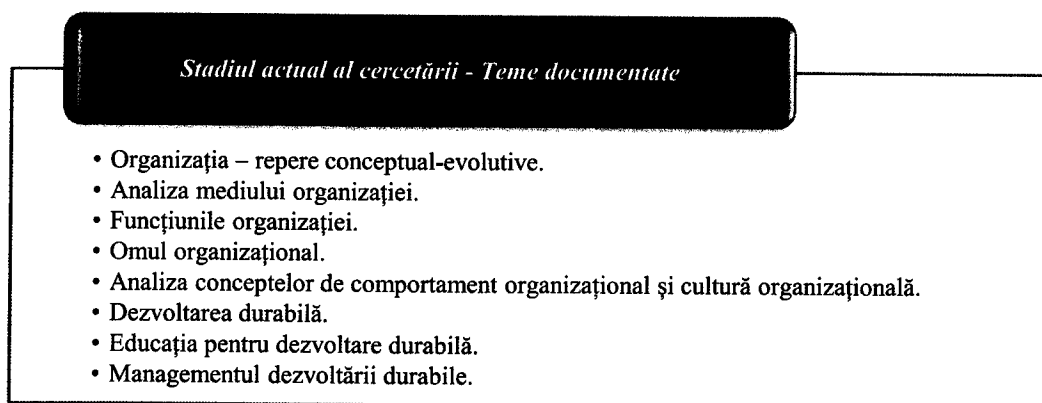 Stadiul actual al cercetării - Teme documentate
• Organizația – repere conceptual-evolutive.
• Analiza mediului organizației.
• Funcțiunile organizației.
• Omul organizațional.
• Analiza conceptelor de comportament organizațional și cultură organizațională.
• Dezvoltarea durabilă.
• Educația pentru dezvoltare durabilă.
• Managementul dezvoltării durabile.